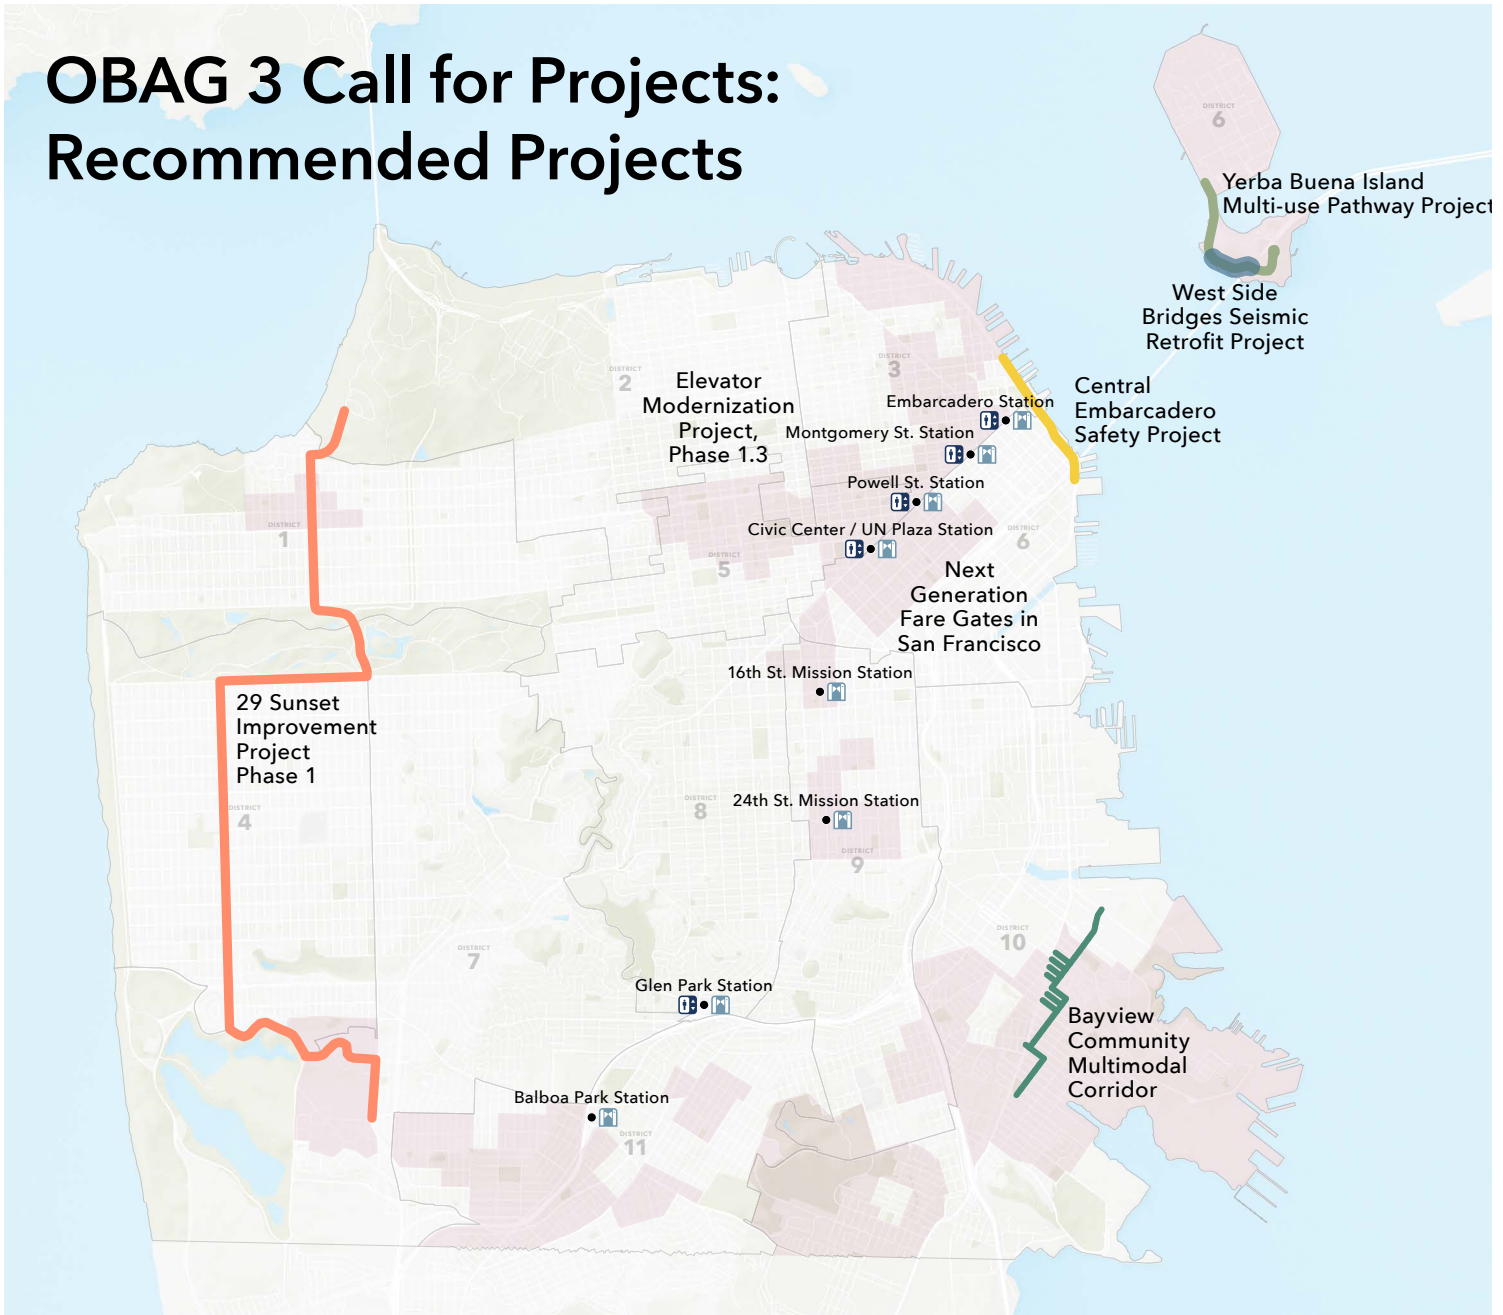 OBAG 3 Call for Projects:
Recommended Projects
DISTRICT
6
Yerba Buena Island
Multi-use Pathway Project
West Side
Bridges Seismic
Retrofit Project
DISTRICT
2
DISTRICT
3
Elevator
Modernization
Project,
Phase 1.3
Central
Embarcadero
Safety Project
Embarcadero Station
Montgomery St. Station
Powell St. Station
Civic Center / UN Plaza Station
DISTRICT
1
DISTRICT
5
DISTRICT
6
Next
Generation
Fare Gates in
San Francisco
16th St. Mission Station
29 Sunset
Improvement
Project
Phase 1
DISTRICT
4
DISTRICT
8
24th St. Mission Station
DISTRICT
9
DISTRICT
7
DISTRICT
10
Glen Park Station
Bayview
Community
Multimodal
Corridor
Balboa Park Station
DISTRICT
11